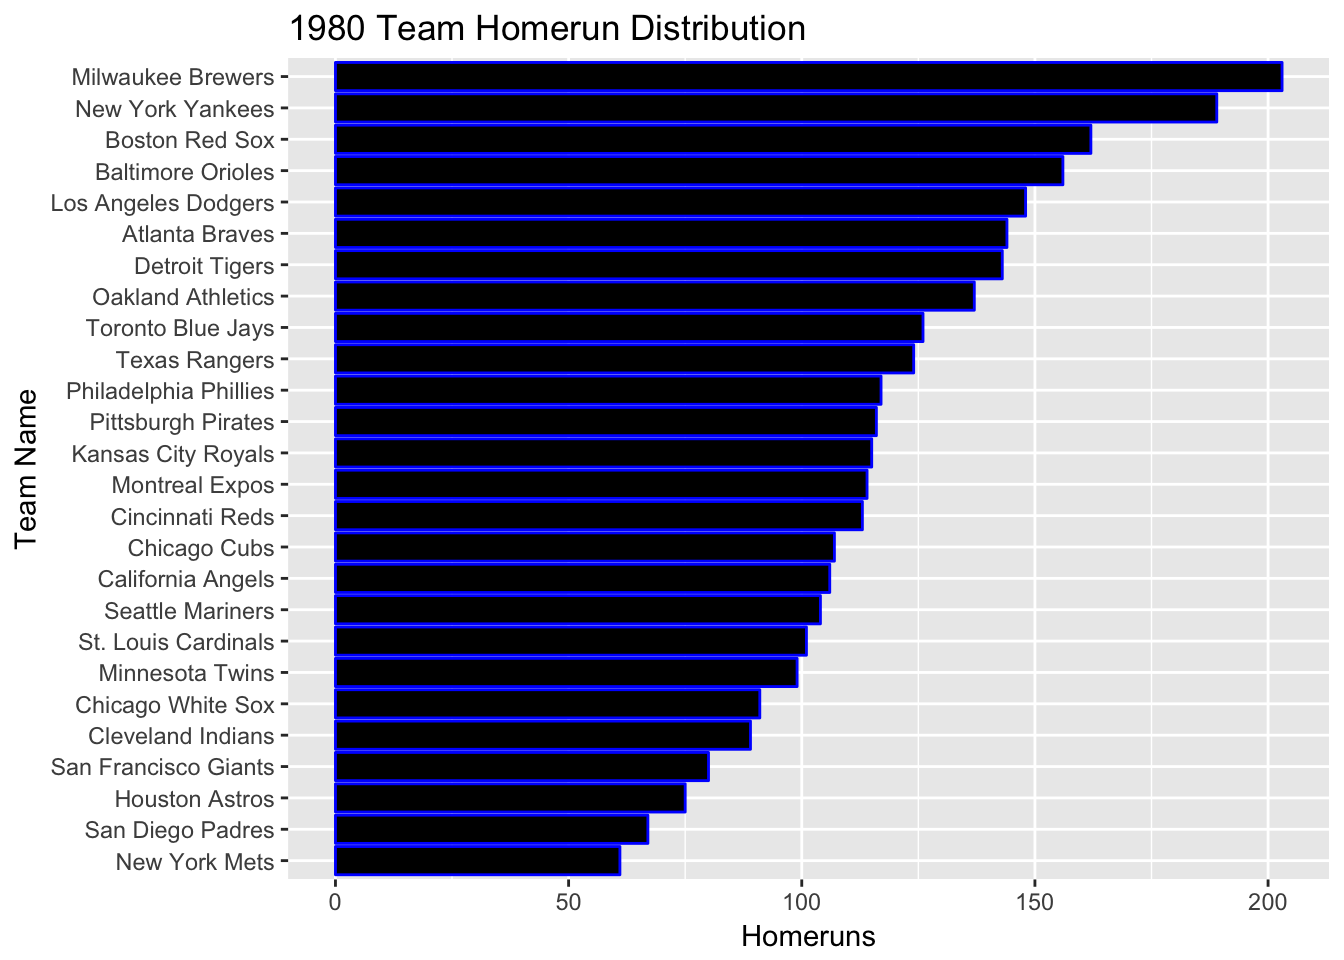 1980 Team Homerun Distribution
Team Name
Milwaukee Brewers
New York Yankees
Boston Red Sox
Baltimore Orioles
Los Angeles Dodgers
Atlanta Braves
Detroit Tigers
Oakland Athletics
Toronto Blue Jays
Texas Rangers
Philadelphia Phillies
Pittsburgh Pirates
Kansas City Royals
Montreal Expos
Cincinnati Reds
Chicago Cubs
California Angels
Seattle Mariners
St. Louis Cardinals
Minnesota Twins
Chicago White Sox
Cleveland Indians
San Francisco Giants
Houston Astros
San Diego Padres
New York Mets
0 50 100 150 200
Homeruns